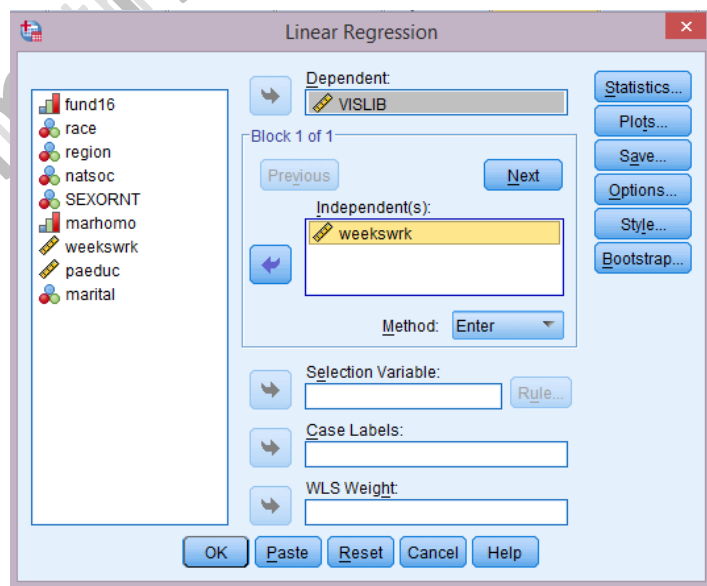 Linear Regression
fund16
race
region
natsoc
SEXORNT
marhomo
weekswrk
paeduc
marital
Dependent:
VISLIB
Block 1 of 1
Previous
Next
Independent(s):
weekswrk
Method: Enter
Selection Variable:
Rule...
Case Labels:
WLS Weight:
Statistics...
Plots...
Save...
Options...
Style...
Bootstrap...
OK Paste Reset Cancel Help